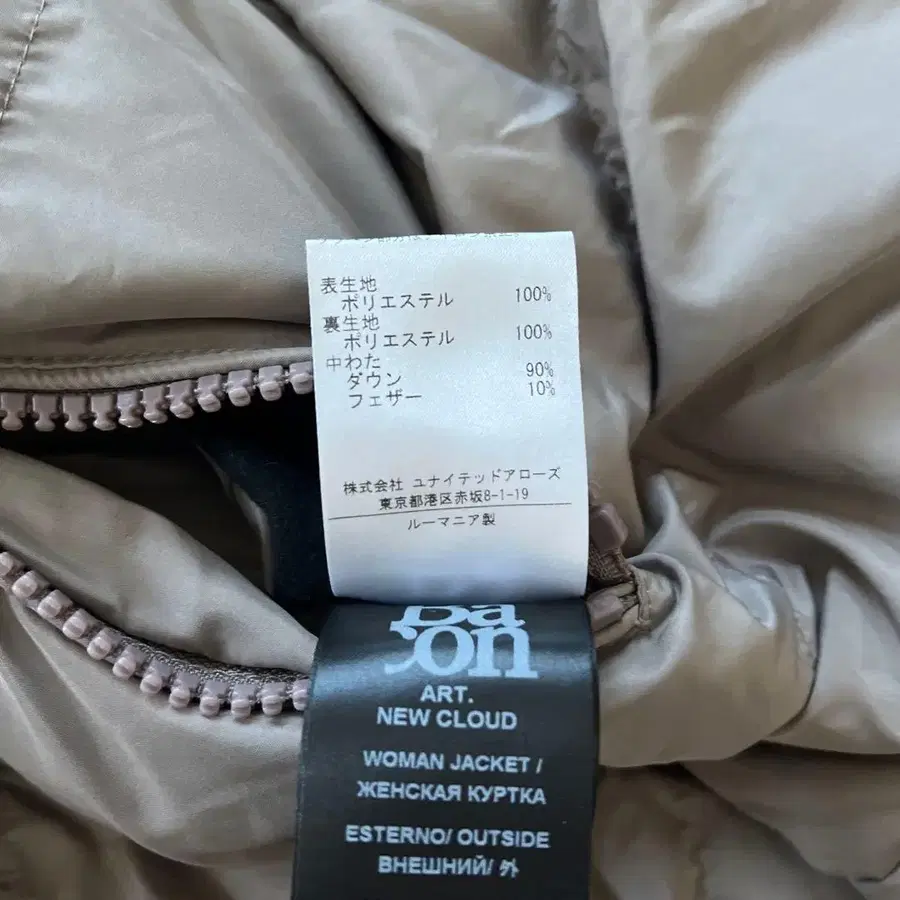 表生地
ポリエステル 100%
裏生地
ポリエステル 100%
中わた
ダウン 90%
フェザー 10%
株式会社 ユナイテッドアローズ
東京都港区赤坂8-1-19
ルーマニア製
Ba
con
ART.
NEW CLOUD
WOMAN JACKET /
ЖЕНСКАЯ КУРТКА
ESTERNO/ OUTSIDE
ВНЕШНИЙ/ 外